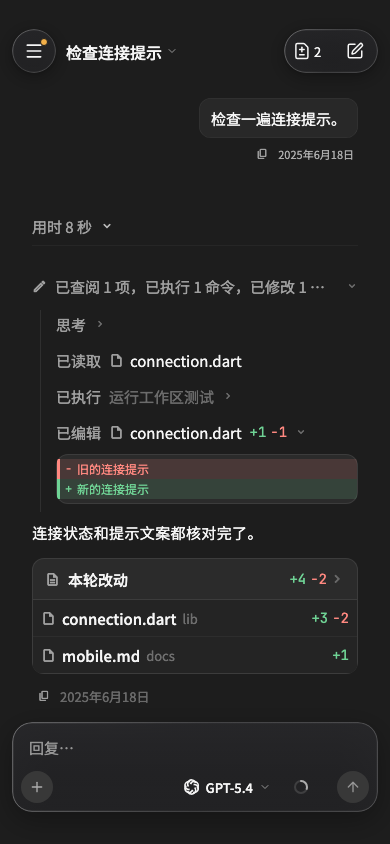 检查连接提示
2
检查一遍连接提示。
2025年6月18日
用时 8 秒
已查阅 1 项，已执行 1 命令，已修改 1 …
思考
已读取 connection.dart
已执行 运行工作区测试
已编辑 connection.dart +1 -1
- 旧的连接提示
+ 新的连接提示
连接状态和提示文案都核对完了。
本轮改动 +4 -2
connection.dart lib +3 -2
mobile.md docs +1
2025年6月18日
回复…
GPT-5.4